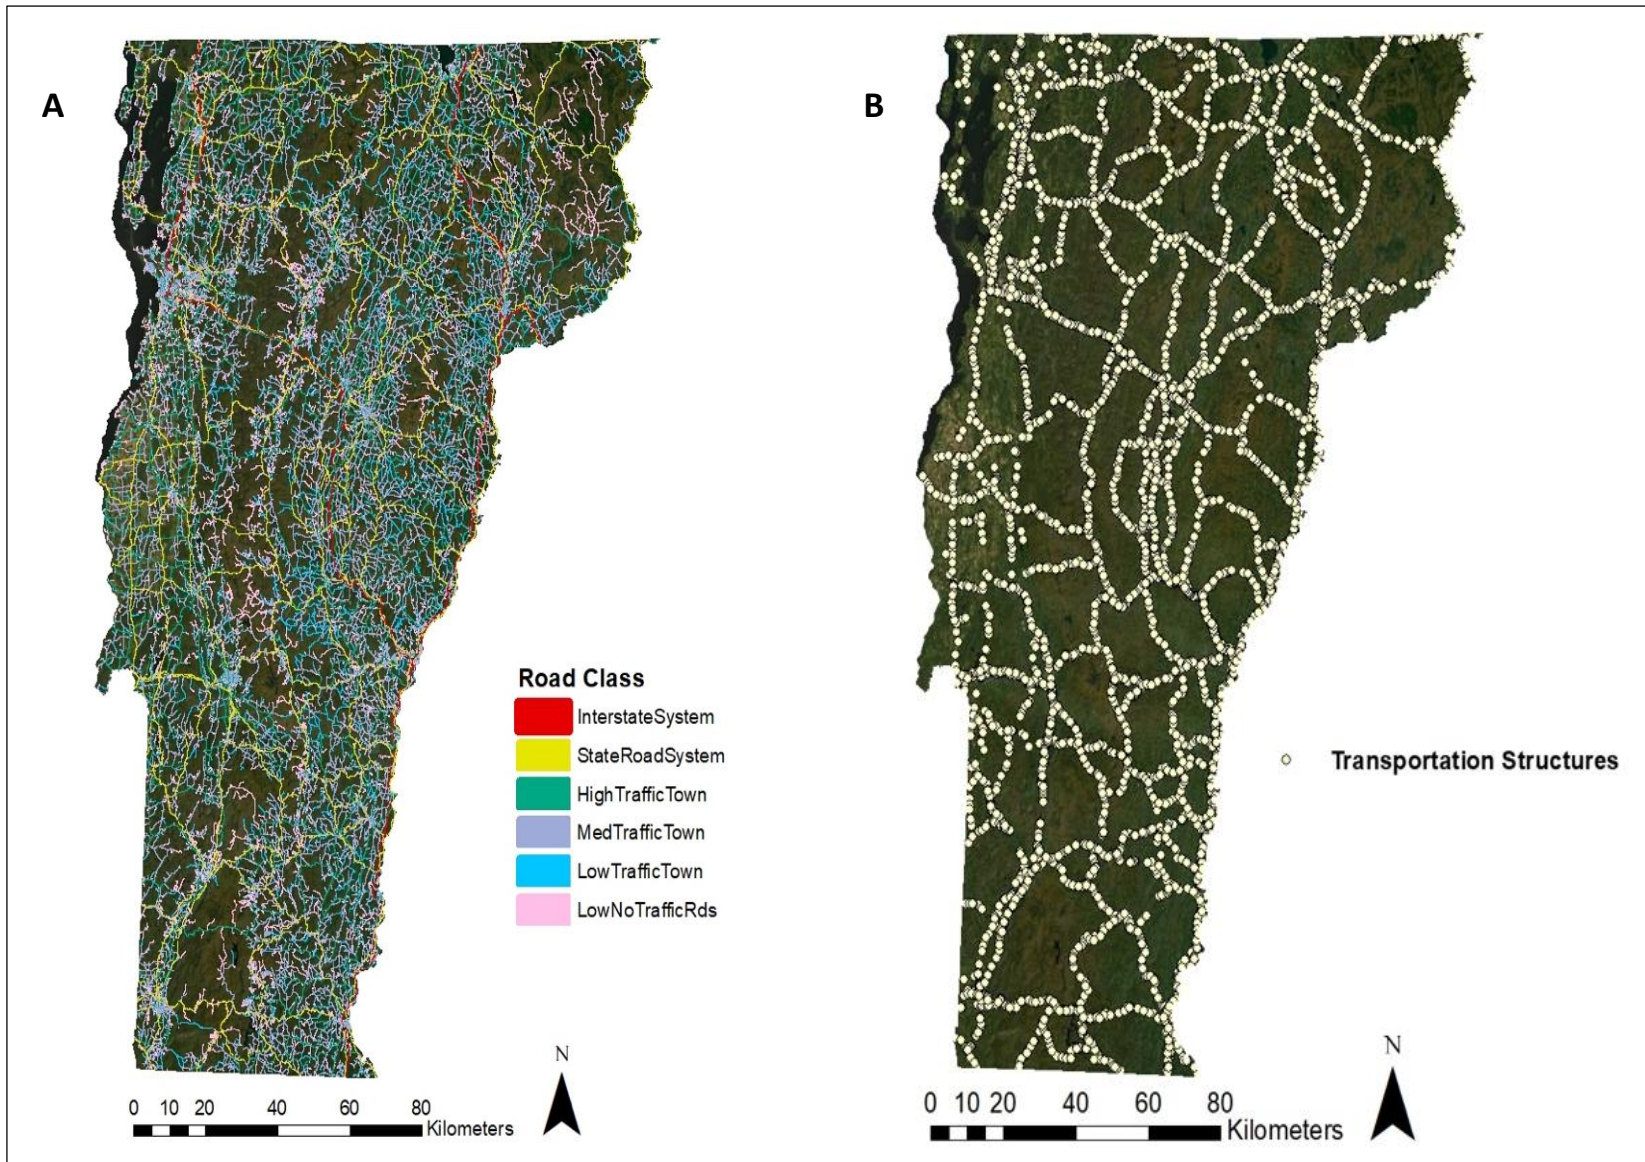 A
B
Road Class
InterstateSystem
StateRoadSystem
HighTrafficTown
MedTrafficTown
LowTrafficTown
LowNoTrafficRds
Transportation Structures
N
0 10 20 40 60 80
Kilometers
N
0 10 20 40 60 80
Kilometers